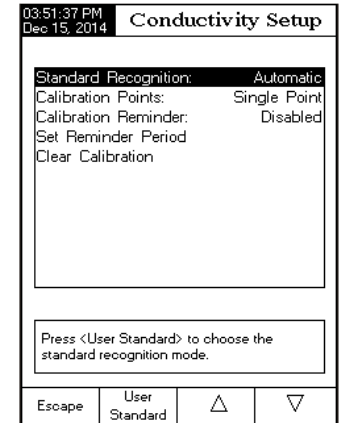 03:51:37 PM
Dec 15, 2014
Conductivity Setup
Standard Recognition: Automatic
Calibration Points: Single Point
Calibration Reminder: Disabled
Set Reminder Period
Clear Calibration
Press <User Standard> to choose the
standard recognition mode.
Escape
User
Standard